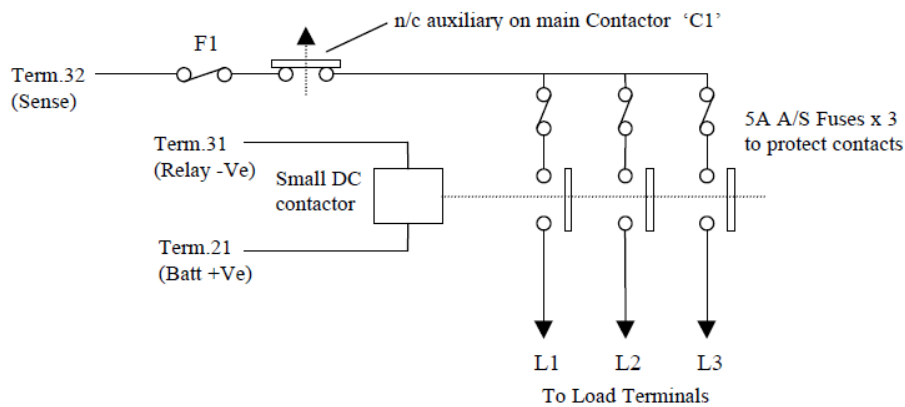 n/c auxiliary on main Contactor ‘C1’
F1
Term.32
(Sense)
5A A/S Fuses x 3
to protect contacts
Term.31
(Relay -Ve)
Small DC
contactor
Term.21
(Batt +Ve)
L1 L2 L3
To Load Terminals